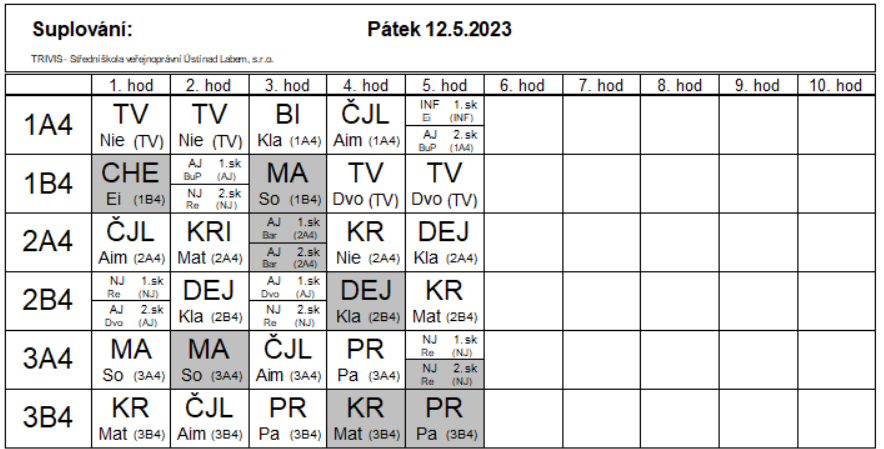 Suplování: Pátek 12.5.2023
TRIVIS - Střední škola veřejnoprávní Ústí nad Labem, s.r.o.
1. hod 2. hod 3. hod 4. hod 5. hod 6. hod 7. hod 8. hod 9. hod 10. hod
1A4 TV TV BI ČJL INF 1.sk
Ei (INF)
Nie (TV) Nie (TV) Kla (1A4) Aim (1A4) AJ 2.sk
BuP (1A4)
1B4 CHE AJ 1.sk MA TV TV
BuP (AJ)
Ei (1B4) NJ 2.sk So (1B4) Dvo (TV) Dvo (TV)
Re (NJ)
2A4 ČJL KRI AJ 1.sk KR DEJ
Bar (2A4)
Aim (2A4) Mat (2A4) AJ 2.sk Nie (2A4) Kla (2A4)
Bar (2A4)
2B4 NJ 1.sk DEJ AJ 1.sk DEJ KR
Re (NJ) Dvo (AJ)
AJ 2.sk Kla (2B4) NJ 2.sk Kla (2B4) Mat (2B4)
Dvo (AJ) Re (NJ)
3A4 MA MA ČJL PR NJ 1.sk
Re (NJ)
So (3A4) So (3A4) Aim (3A4) Pa (3A4) NJ 2.sk
Re (NJ)
3B4 KR ČJL PR KR PR
Mat (3B4) Aim (3B4) Pa (3B4) Mat (3B4) Pa (3B4)